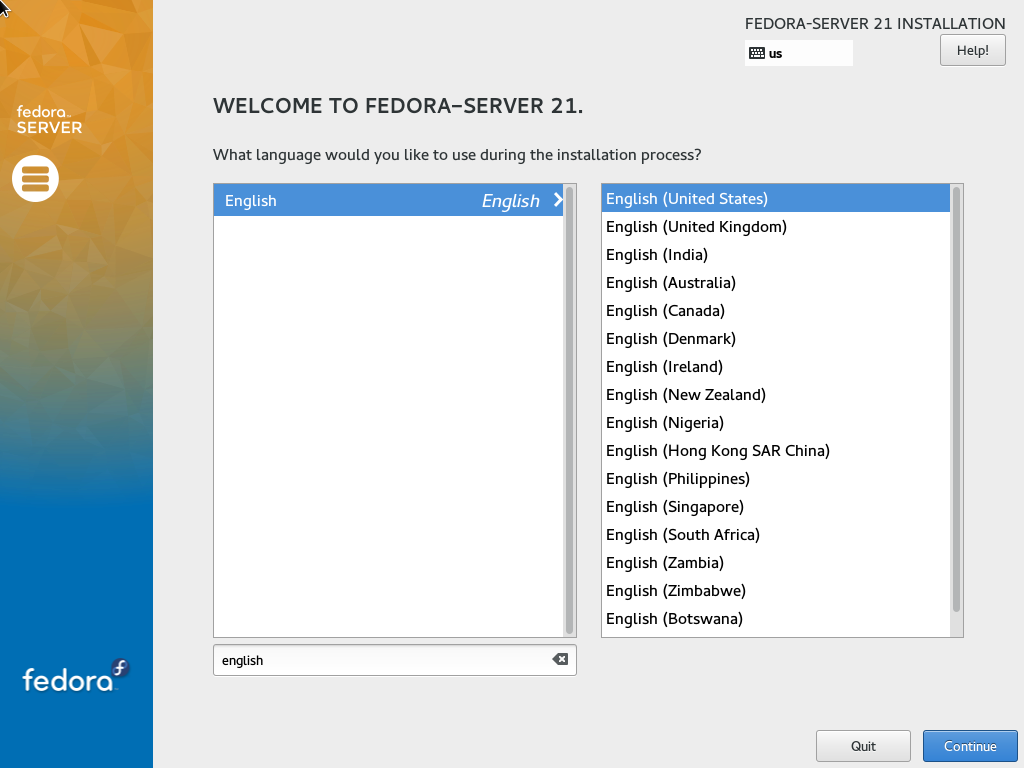 FEDORA-SERVER 21 INSTALLATION
us
Help!
fedora
SERVER
WELCOME TO FEDORA-SERVER 21.
What language would you like to use during the installation process?
English English
English (United States)
English (United Kingdom)
English (India)
English (Australia)
English (Canada)
English (Denmark)
English (Ireland)
English (New Zealand)
English (Nigeria)
English (Hong Kong SAR China)
English (Philippines)
English (Singapore)
English (South Africa)
English (Zambia)
English (Zimbabwe)
English (Botswana)
english
fedora
Quit
Continue